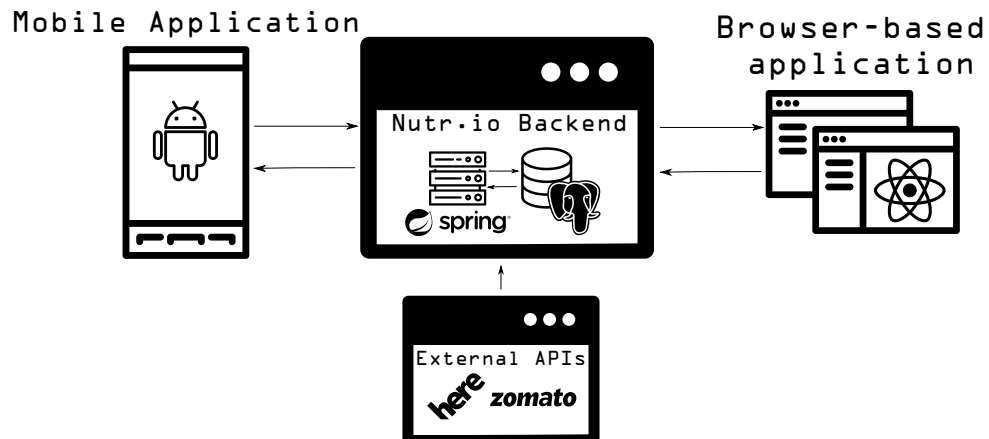 Mobile Application
Browser-based
application
Nutr.io Backend
spring
External APIs
here
zomato